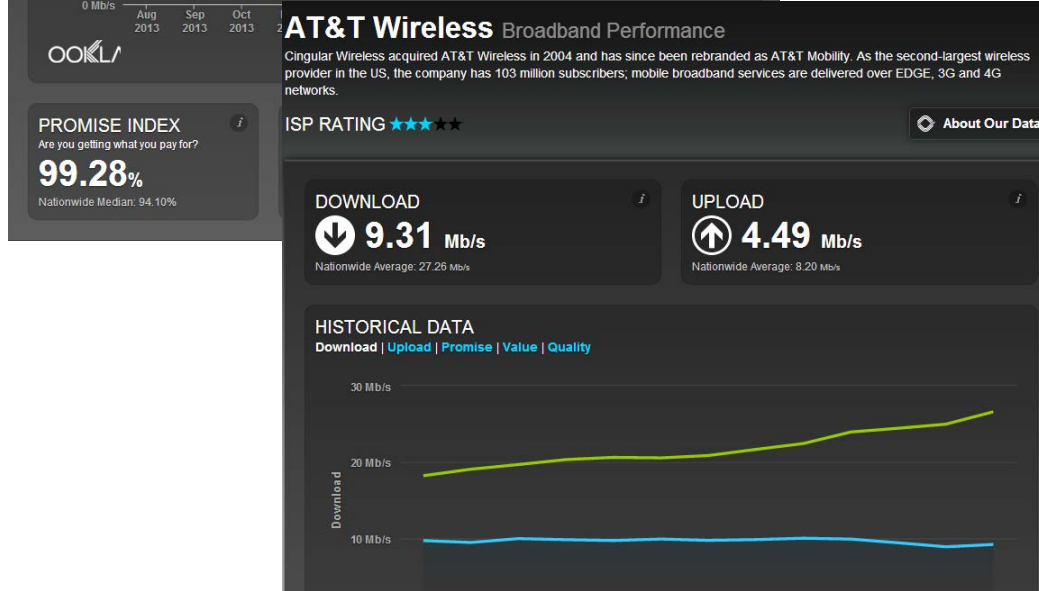 0 Mb/s
Aug Sep Oct
2013 2013 2013
OOKLA
PROMISE INDEX
Are you getting what you pay for?
99.28%
Nationwide Median: 94.10%
AT&T Wireless Broadband Performance
Cingular Wireless acquired AT&T Wireless in 2004 and has since been rebranded as AT&T Mobility. As the second-largest wireless
provider in the US, the company has 103 million subscribers; mobile broadband services are delivered over EDGE, 3G and 4G
networks.
ISP RATING ★★★★★
About Our Data
DOWNLOAD
9.31 Mb/s
Nationwide Average: 27.26 Mb/s
UPLOAD
4.49 Mb/s
Nationwide Average: 8.20 Mb/s
HISTORICAL DATA
Download | Upload | Promise | Value | Quality
30 Mb/s
20 Mb/s
Download
10 Mb/s